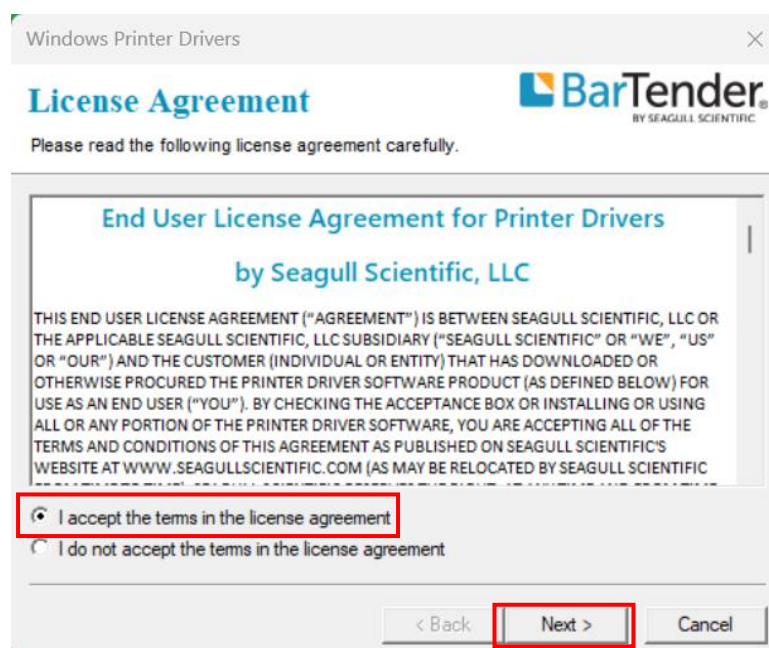 Windows Printer Drivers
License Agreement
BarTender®
BY SEAGULL SCIENTIFIC
Please read the following license agreement carefully.
End User License Agreement for Printer Drivers
by Seagull Scientific, LLC
THIS END USER LICENSE AGREEMENT (“AGREEMENT”) IS BETWEEN SEAGULL SCIENTIFIC, LLC OR
THE APPLICABLE SEAGULL SCIENTIFIC, LLC SUBSIDIARY (“SEAGULL SCIENTIFIC” OR “WE”, “US”
OR “OUR”) AND THE CUSTOMER (INDIVIDUAL OR ENTITY) THAT HAS DOWNLOADED OR
OTHERWISE PROCURED THE PRINTER DRIVER SOFTWARE PRODUCT (AS DEFINED BELOW) FOR
USE AS AN END USER (“YOU”). BY CHECKING THE ACCEPTANCE BOX OR INSTALLING OR USING
ALL OR ANY PORTION OF THE PRINTER DRIVER SOFTWARE, YOU ARE ACCEPTING ALL OF THE
TERMS AND CONDITIONS OF THIS AGREEMENT AS PUBLISHED ON SEAGULL SCIENTIFIC'S
WEBSITE AT WWW.SEAGULLSCIENTIFIC.COM (AS MAY BE RELOCATED BY SEAGULL SCIENTIFIC
I accept the terms in the license agreement
I do not accept the terms in the license agreement
< Back
Next >
Cancel